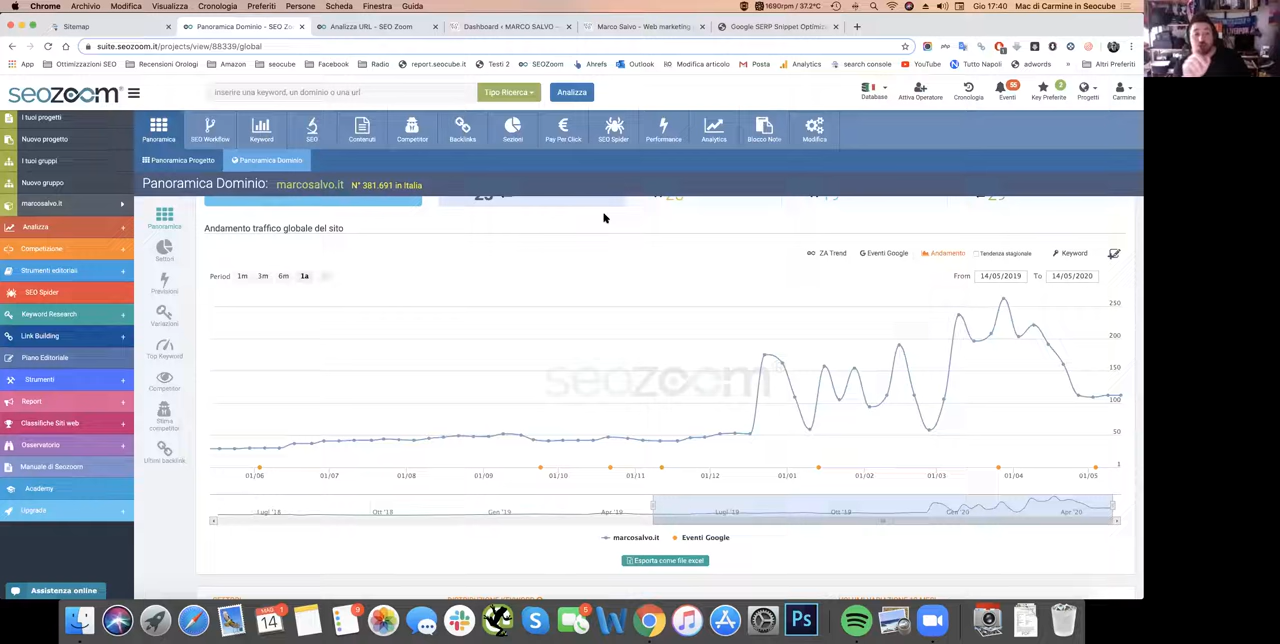 Chrome Archivio Modifica Visualizza Cronologia Preferiti Persone Scheda Finestra Guida
1690rpm / 37.2°C Gio 17:40 Mac di Carmine in Seocube
Sitemap
Panoramica Dominio - SEO Zo
Analizza URL - SEO Zoom
Dashboard ‹ MARCO SALVO –
Marco Salvo - Web marketing
Google SERP Snippet Optimiz
suite.seozoom.it/projects/view/88339/global
App Ottimizzazioni SEO Recensioni Orologi Amazon seocube Facebook Radio report.seocube.it Testi 2 SEOZoom Ahrefs Outlook Modifica articolo Posta Analytics search console YouTube Tutto Napoli adwords » Altri Preferiti
seozoom
inserire una keyword, un dominio o una url
Tipo Ricerca
Analizza
Database
Attiva Operatore
Cronologia
55
Eventi
3
Key Preferite
Progetti
Carmine
I tuoi progetti
Nuovo progetto
I tuoi gruppi
Nuovo gruppo
marcosalvo.it
Analizza +
Competizione +
Strumenti editoriali +
SEO Spider
Keyword Research +
Link Building +
Piano Editoriale
Strumenti +
Report +
Classifiche Siti web +
Osservatorio +
Manuale di Seozoom
Academy
Upgrade +
Assistenza online
Panoramica SEO Workflow Keyword SEO Contenuti Competitor Backlinks Sezioni Pay Per Click SEO Spider Performance Analytics Blocco Note Modifica
Panoramica Progetto Panoramica Dominio
Panoramica Dominio: marcosalvo.it N° 381.691 in Italia
Panoramica
Settori
Previsioni
Variazioni
Top Keyword
Competitor
Stima competitor
Ultimi backlink
Andamento traffico globale del sito
ZA Trend Eventi Google Andamento Tendenza stagionale Keyword
Period 1m 3m 6m 1a
From 14/05/2019 To 14/05/2020
250
200
150
100
50
1
01/06 01/07 01/08 01/09 01/10 01/11 01/12 01/01 01/02 01/03 01/04 01/05
seozoom
Lugl '18 Ott '18 Gen '19 Apr '19 Lugl '19 Ott '19 Gen '20 Apr '20
marcosalvo.it Eventi Google
Esporta come file excel
MAG 1
14
9
5
Ps